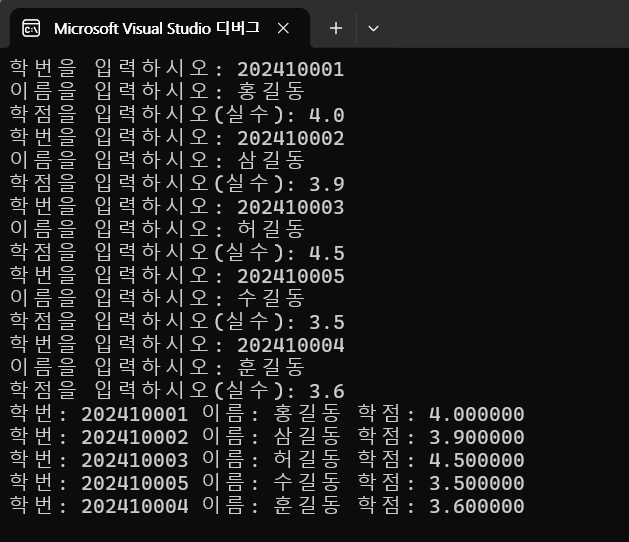 Microsoft Visual Studio 디버그
학번을 입력하시오: 202410001
이름을 입력하시오: 홍길동
학점을 입력하시오(실수): 4.0
학번을 입력하시오: 202410002
이름을 입력하시오: 삼길동
학점을 입력하시오(실수): 3.9
학번을 입력하시오: 202410003
이름을 입력하시오: 허길동
학점을 입력하시오(실수): 4.5
학번을 입력하시오: 202410005
이름을 입력하시오: 수길동
학점을 입력하시오(실수): 3.5
학번을 입력하시오: 202410004
이름을 입력하시오: 훈길동
학점을 입력하시오(실수): 3.6
학번: 202410001 이름: 홍길동 학점: 4.000000
학번: 202410002 이름: 삼길동 학점: 3.900000
학번: 202410003 이름: 허길동 학점: 4.500000
학번: 202410005 이름: 수길동 학점: 3.500000
학번: 202410004 이름: 훈길동 학점: 3.600000